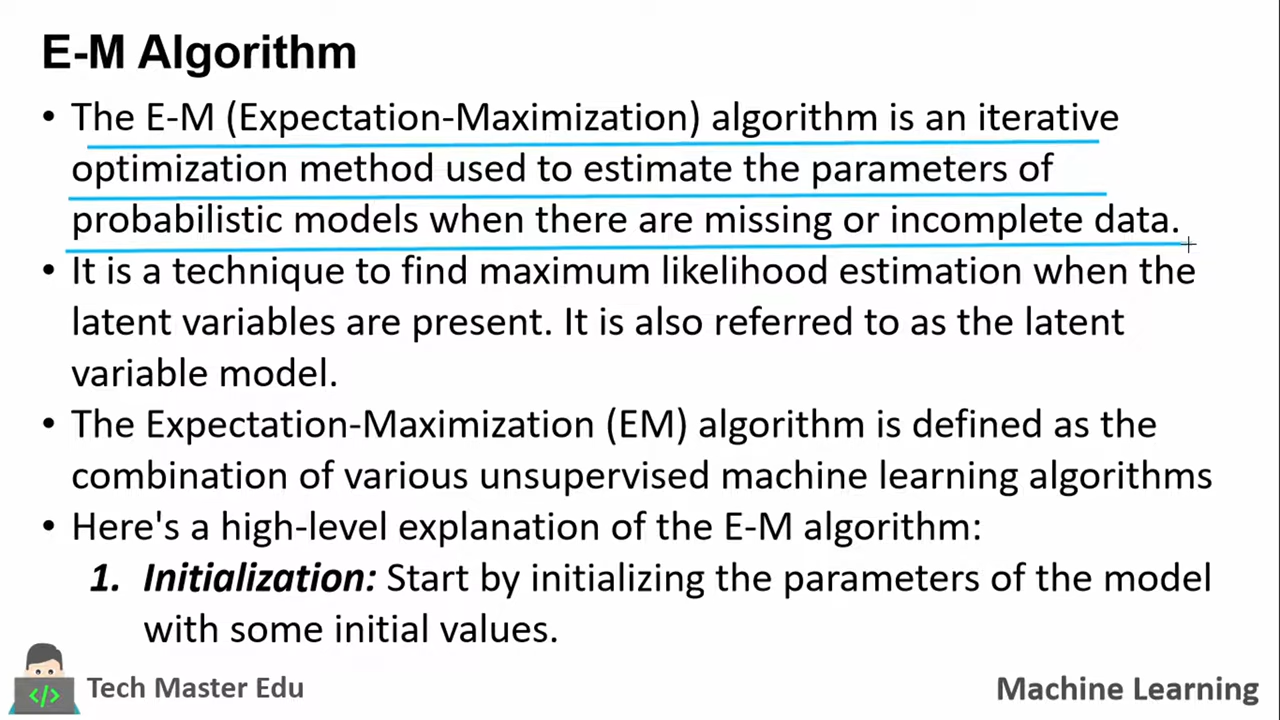 E-M Algorithm
• The E-M (Expectation-Maximization) algorithm is an iterative
optimization method used to estimate the parameters of
probabilistic models when there are missing or incomplete data.
• It is a technique to find maximum likelihood estimation when the
latent variables are present. It is also referred to as the latent
variable model.
• The Expectation-Maximization (EM) algorithm is defined as the
combination of various unsupervised machine learning algorithms
• Here's a high-level explanation of the E-M algorithm:
1. Initialization: Start by initializing the parameters of the model
with some initial values.
</> Tech Master Edu
Machine Learning